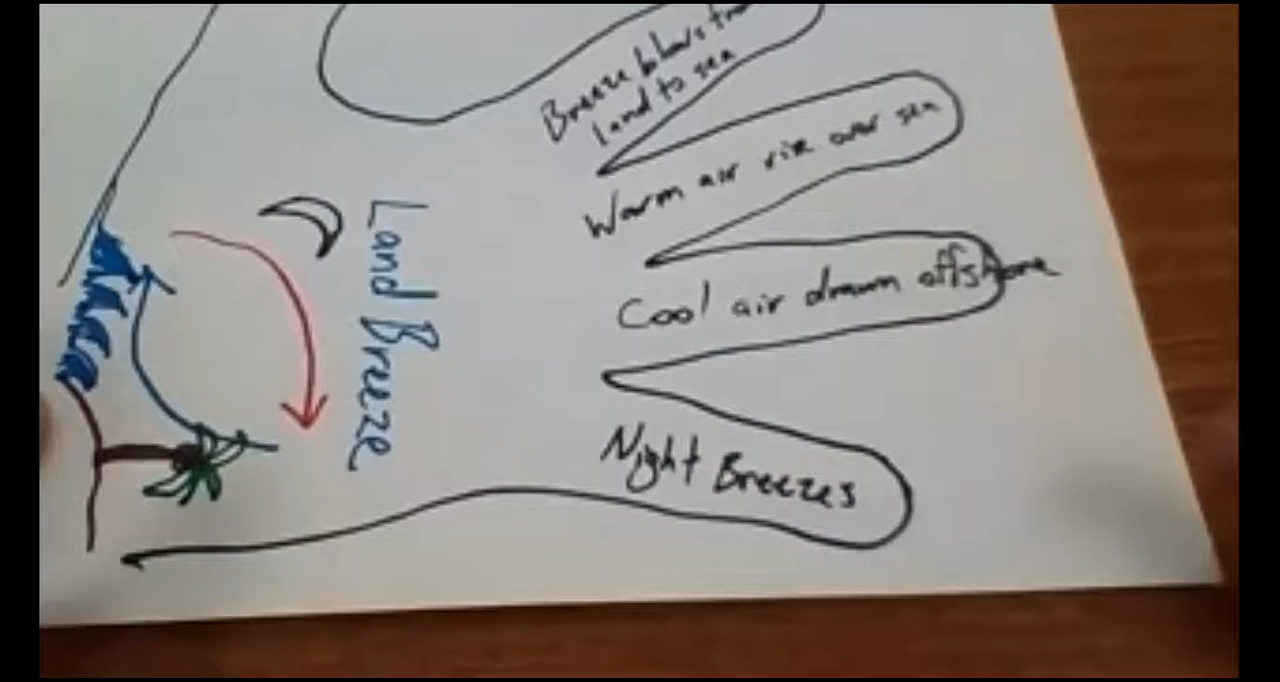 Breeze blows from
land to sea
Warm air rise over sea
Cool air drawn offshore
Night Breezes
Land Breeze